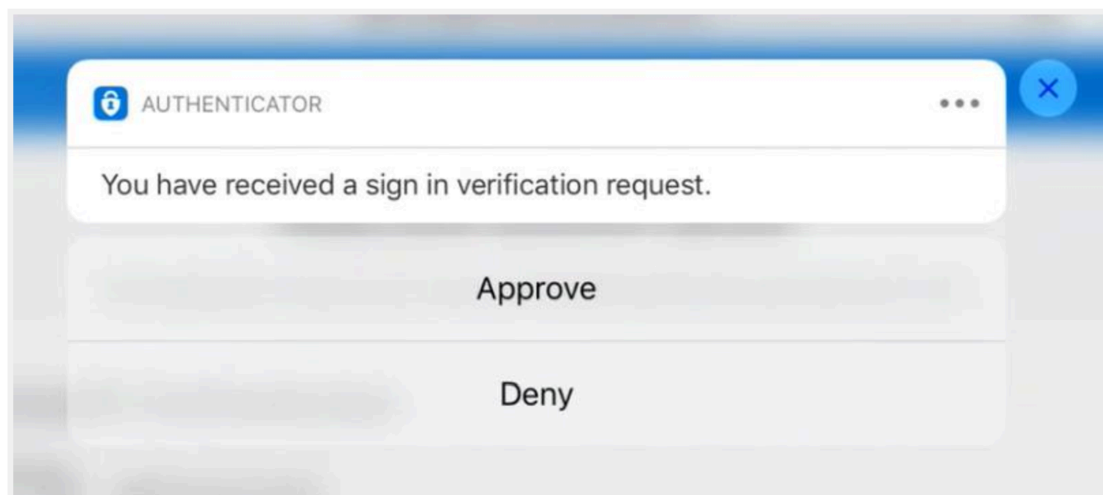 AUTHENTICATOR
You have received a sign in verification request.
Approve
Deny